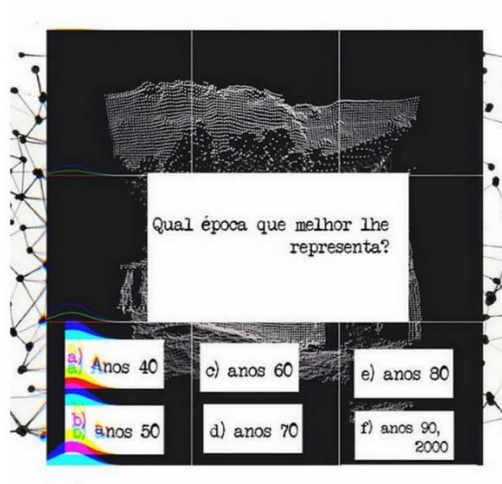 Qual época que melhor lhe
representa?
a) Anos 40
c) anos 60
e) anos 80
b) anos 50
d) anos 70
f) anos 90,
2000